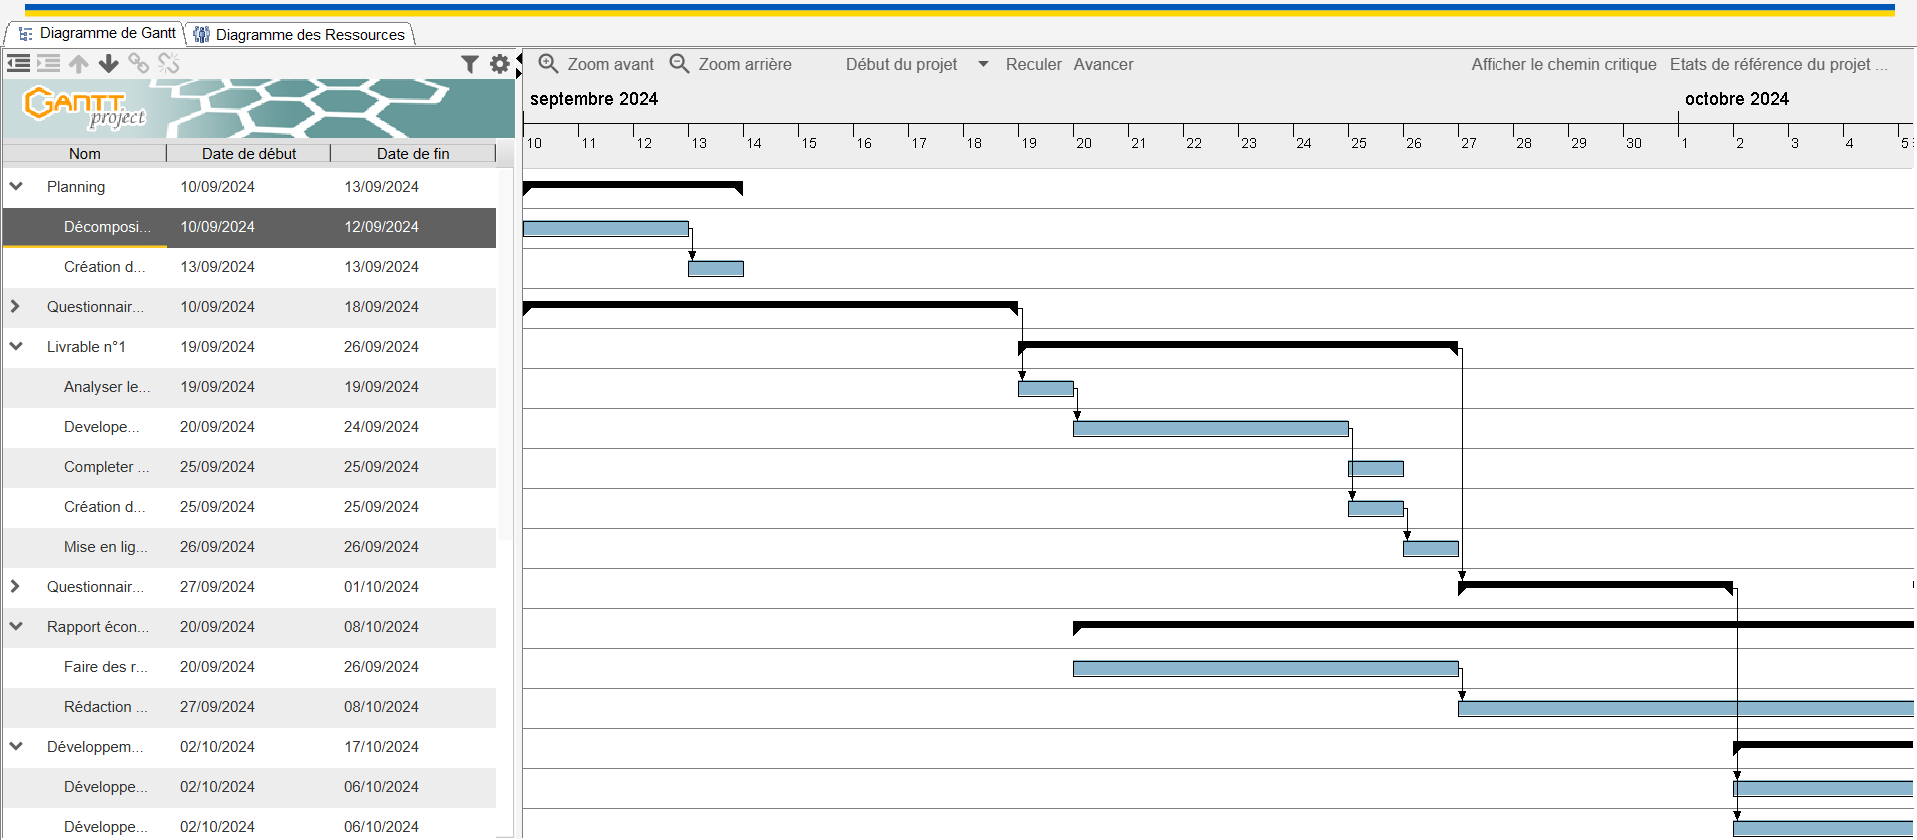 Diagramme de Gantt Diagramme des Ressources
Zoom avant Zoom arrière Début du projet Reculer Avancer Afficher le chemin critique Etats de référence du projet ...
GANTT project
septembre 2024 octobre 2024
10 11 12 13 14 15 16 17 18 19 20 21 22 23 24 25 26 27 28 29 30 1 2 3 4 5
Nom Date de début Date de fin
Planning 10/09/2024 13/09/2024
Décomposi... 10/09/2024 12/09/2024
Création d... 13/09/2024 13/09/2024
Questionnair... 10/09/2024 18/09/2024
Livrable n°1 19/09/2024 26/09/2024
Analyser le... 19/09/2024 19/09/2024
Develope... 20/09/2024 24/09/2024
Completer ... 25/09/2024 25/09/2024
Création d... 25/09/2024 25/09/2024
Mise en lig... 26/09/2024 26/09/2024
Questionnair... 27/09/2024 01/10/2024
Rapport écon... 20/09/2024 08/10/2024
Faire des r... 20/09/2024 26/09/2024
Rédaction ... 27/09/2024 08/10/2024
Développem... 02/10/2024 17/10/2024
Développe... 02/10/2024 06/10/2024
Développe... 02/10/2024 06/10/2024